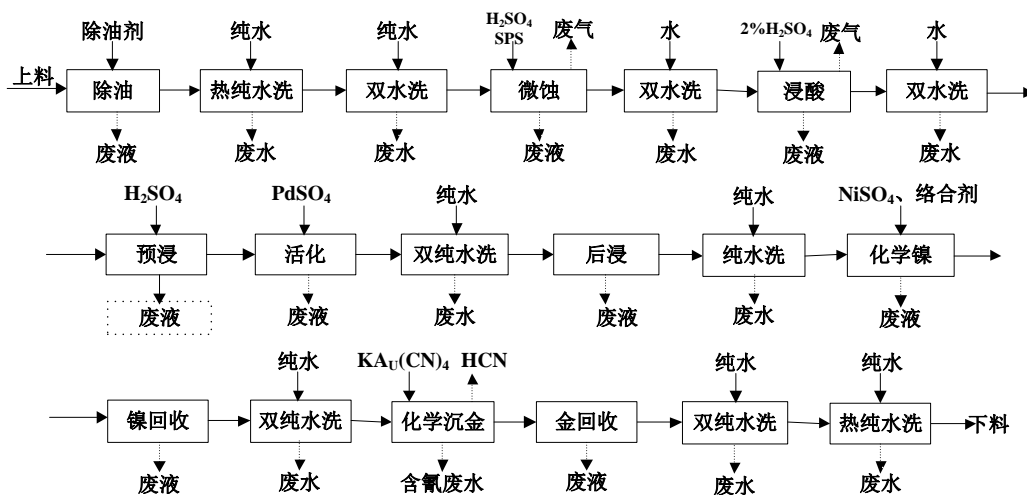 除油剂 纯水 纯水 H₂SO₄ SPS 废气 水 2%H₂SO₄ 废气 水
上料 除油 热纯水洗 双水洗 微蚀 双水洗 浸酸 双水洗
废液 废水 废水 废液 废水 废液 废水
H₂SO₄ PdSO₄ 纯水 纯水 NiSO₄、络合剂
预浸 活化 双纯水洗 后浸 纯水洗 化学镍
废液 废液 废水 废液 废水 废液
纯水 KAU(CN)₄ HCN 纯水 纯水
镍回收 双纯水洗 化学沉金 金回收 双纯水洗 热纯水洗 下料
废液 废水 含氰废水 废液 废水 废水